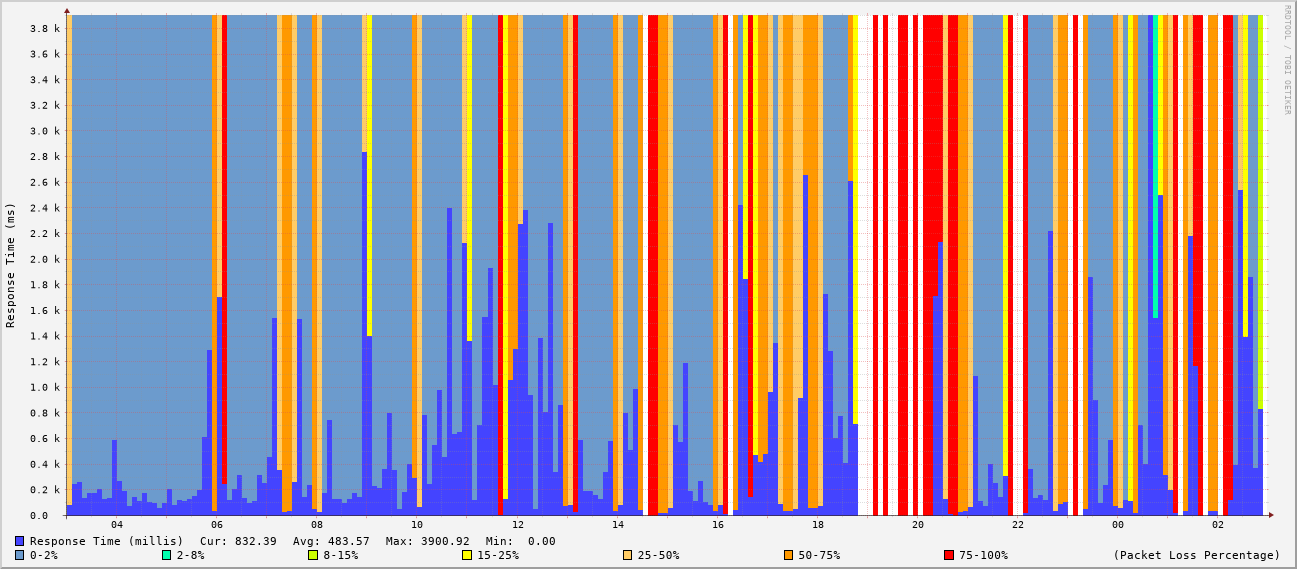 RRDTOOL / TOBI OETIKER
Response Time (ms)
3.8 k
3.6 k
3.4 k
3.2 k
3.0 k
2.8 k
2.6 k
2.4 k
2.2 k
2.0 k
1.8 k
1.6 k
1.4 k
1.2 k
1.0 k
0.8 k
0.6 k
0.4 k
0.2 k
0.0
04 06 08 10 12 14 16 18 20 22 00 02
Response Time (millis) Cur: 832.39 Avg: 483.57 Max: 3900.92 Min: 0.00
0-2% 2-8% 8-15% 15-25% 25-50% 50-75% 75-100% (Packet Loss Percentage)